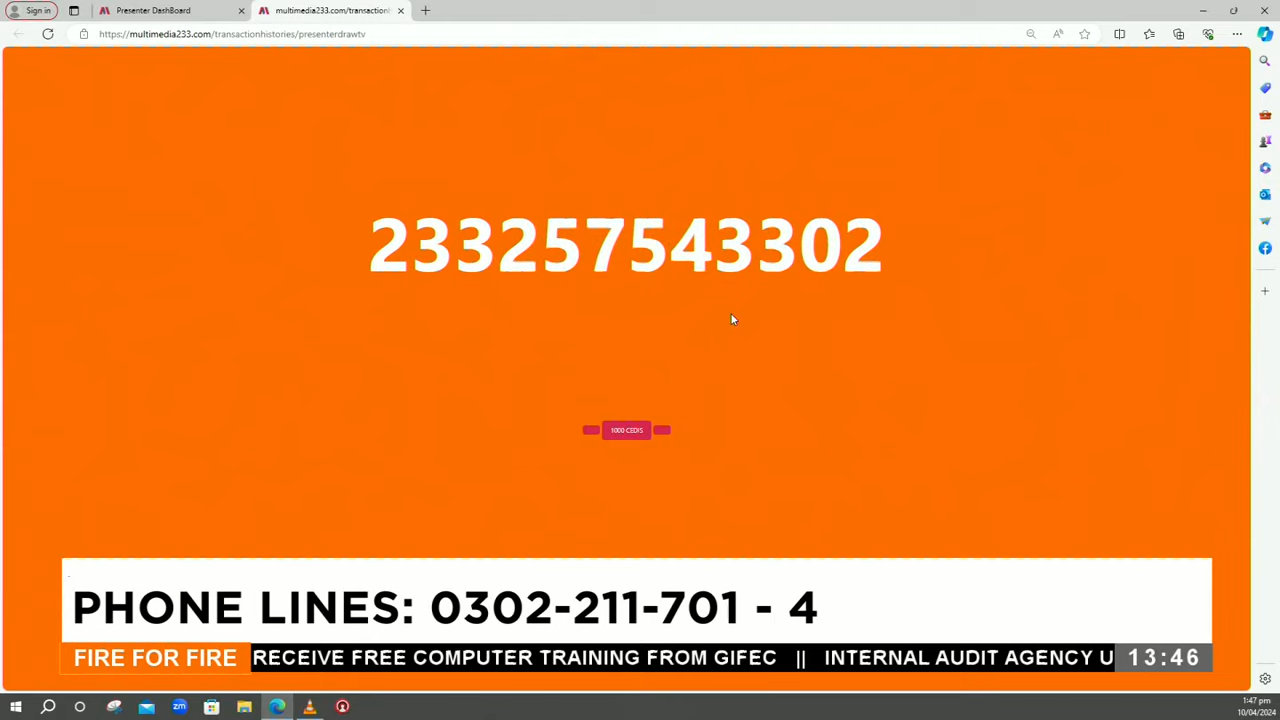 Sign in
Presenter DashBoard
multimedia233.com/transactionh
https://multimedia233.com/transactionhistories/presenterdrawtv
233257543302
1000 CEDIS
PHONE LINES: 0302-211-701 - 4
FIRE FOR FIRE
RECEIVE FREE COMPUTER TRAINING FROM GIFEC || INTERNAL AUDIT AGENCY U
13:46
zm
1:47 pm
10/04/2024